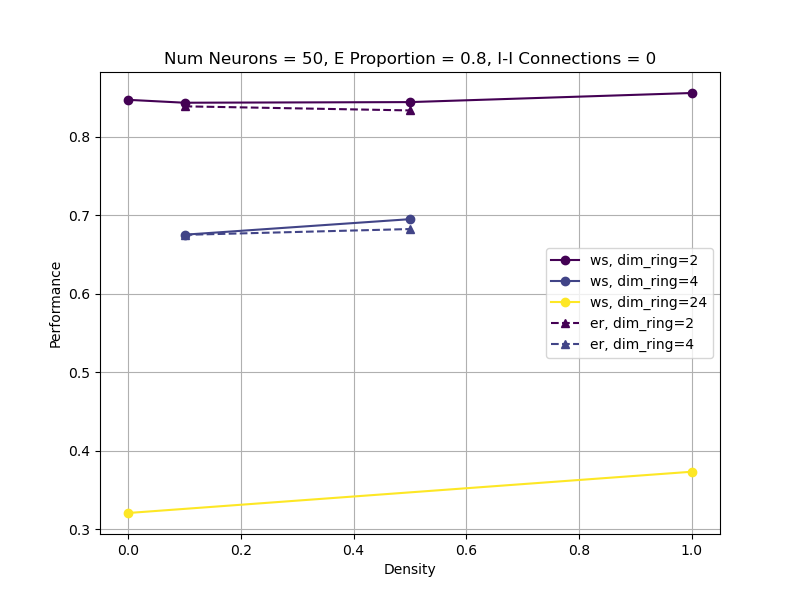 Num Neurons = 50, E Proportion = 0.8, I-I Connections = 0
0.8
0.7
0.6
0.5
0.4
0.3
Performance
ws, dim_ring=2
ws, dim_ring=4
ws, dim_ring=24
er, dim_ring=2
er, dim_ring=4
0.0 0.2 0.4 0.6 0.8 1.0
Density